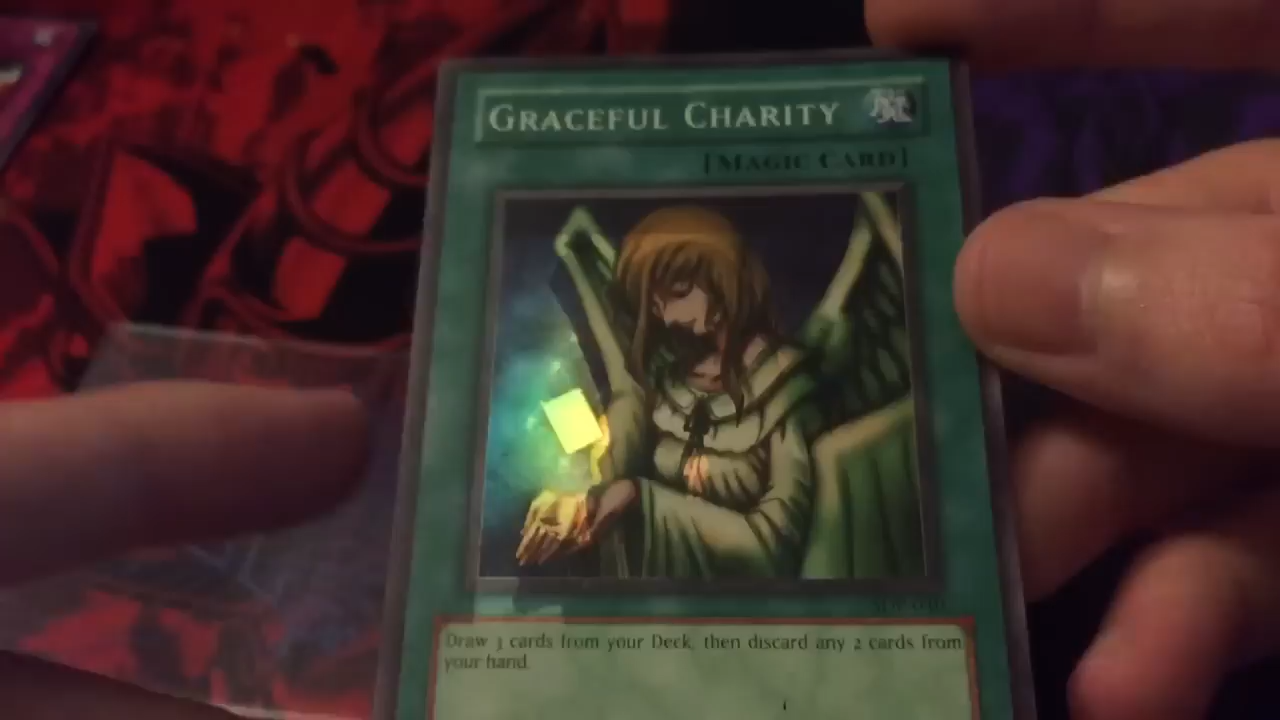 GRACEFUL CHARITY
[MAGIC CARD]
Draw 3 cards from your Deck, then discard any 2 cards from
your hand.